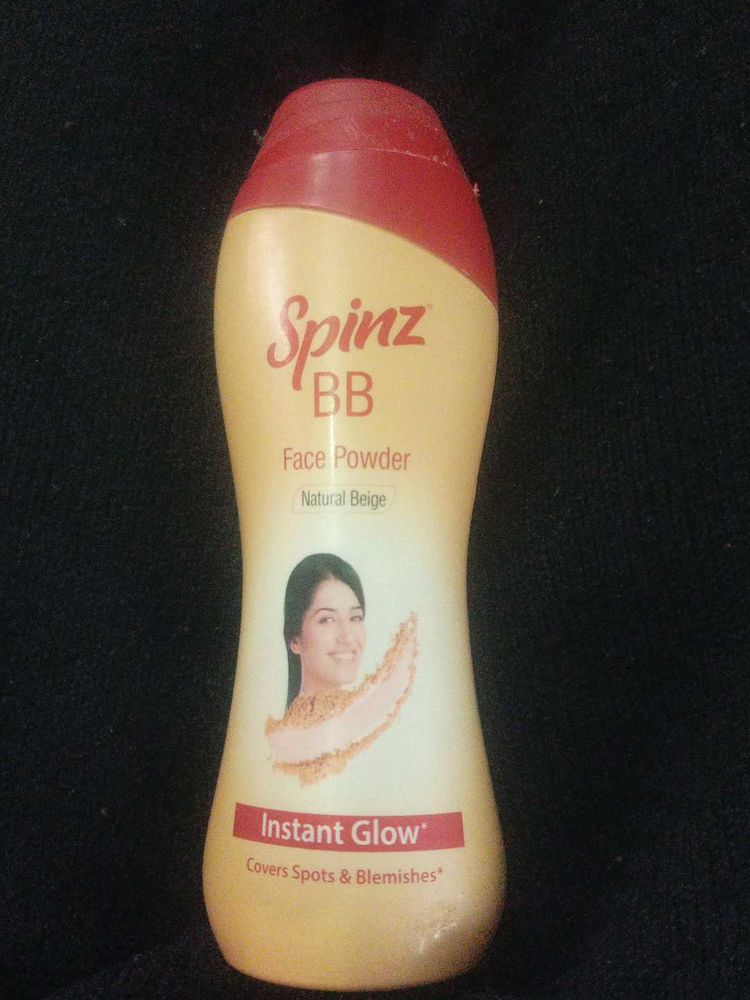 Spinz®
BB
Face Powder
Natural Beige
Instant Glow*
Covers Spots & Blemishes*